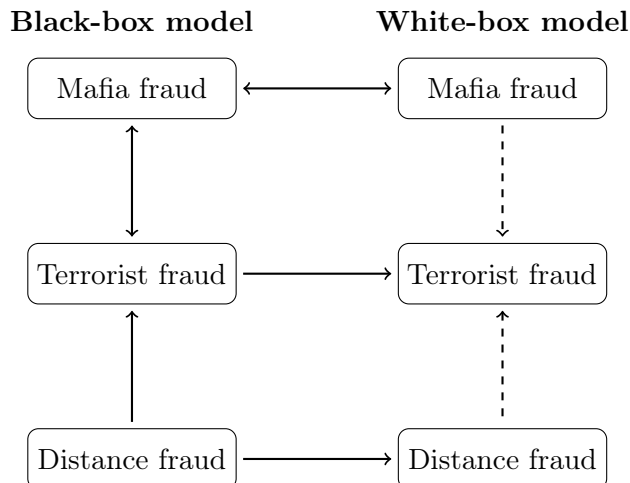 Black-box model White-box model
Mafia fraud Mafia fraud
Terrorist fraud Terrorist fraud
Distance fraud Distance fraud